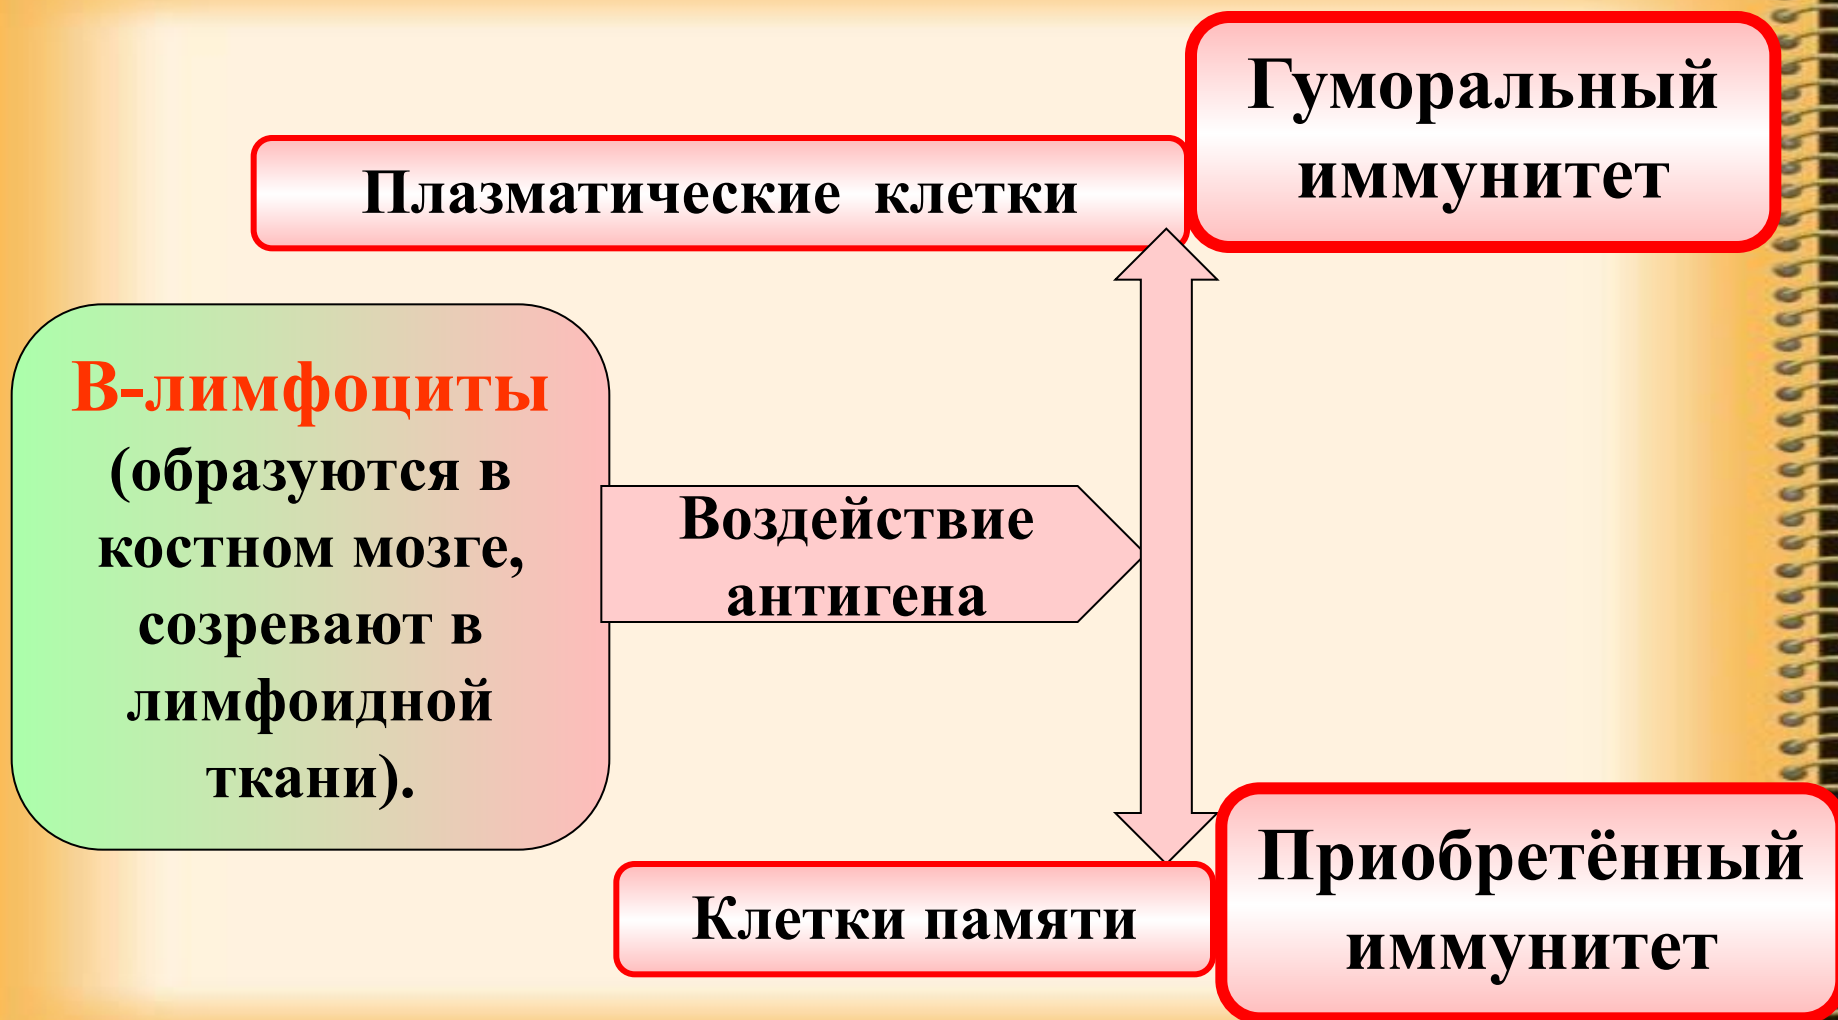 Гуморальный
иммунитет
Плазматические клетки
В-лимфоциты
(образуются в
костном мозге,
созревают в
лимфоидной
ткани).
Воздействие
антигена
Клетки памяти
Приобретённый
иммунитет